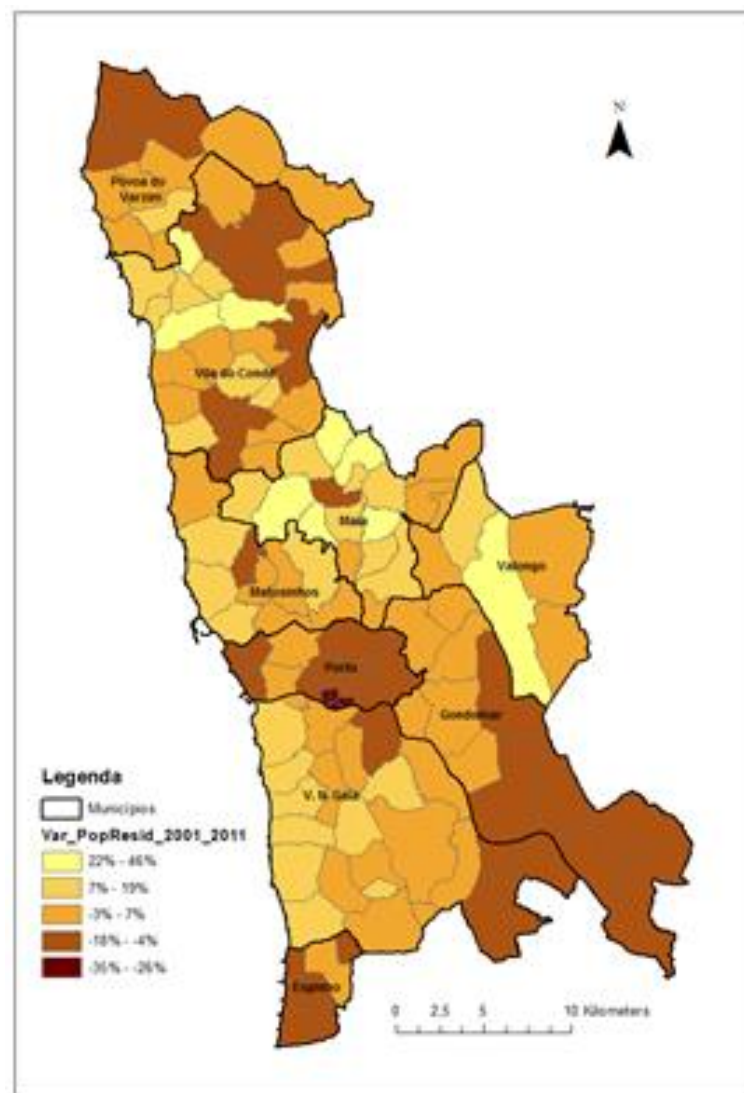 N
Póvoa do
Varzim
Vila do Conde
Maia
Valongo
Matosinhos
Porto
Gondomar
V. N. Gaia
Espinho
Legenda
Municípios
Var_PopResid_2001_2011
22% - 46%
7% - 19%
-3% - 7%
-18% - -4%
-35% - -26%
0 2.5 5 10 Kilometers